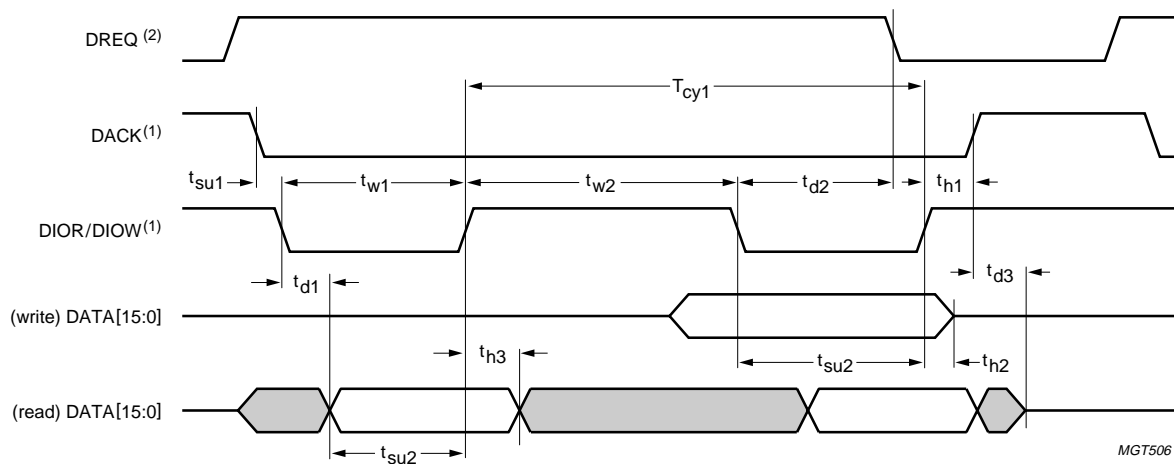 DREQ (2)
Tcy1
DACK(1)
tsu1
tw1
tw2
td2
th1
DIOR/DIOW(1)
td1
td3
(write) DATA[15:0]
th3
tsu2
th2
(read) DATA[15:0]
tsu2
MGT506